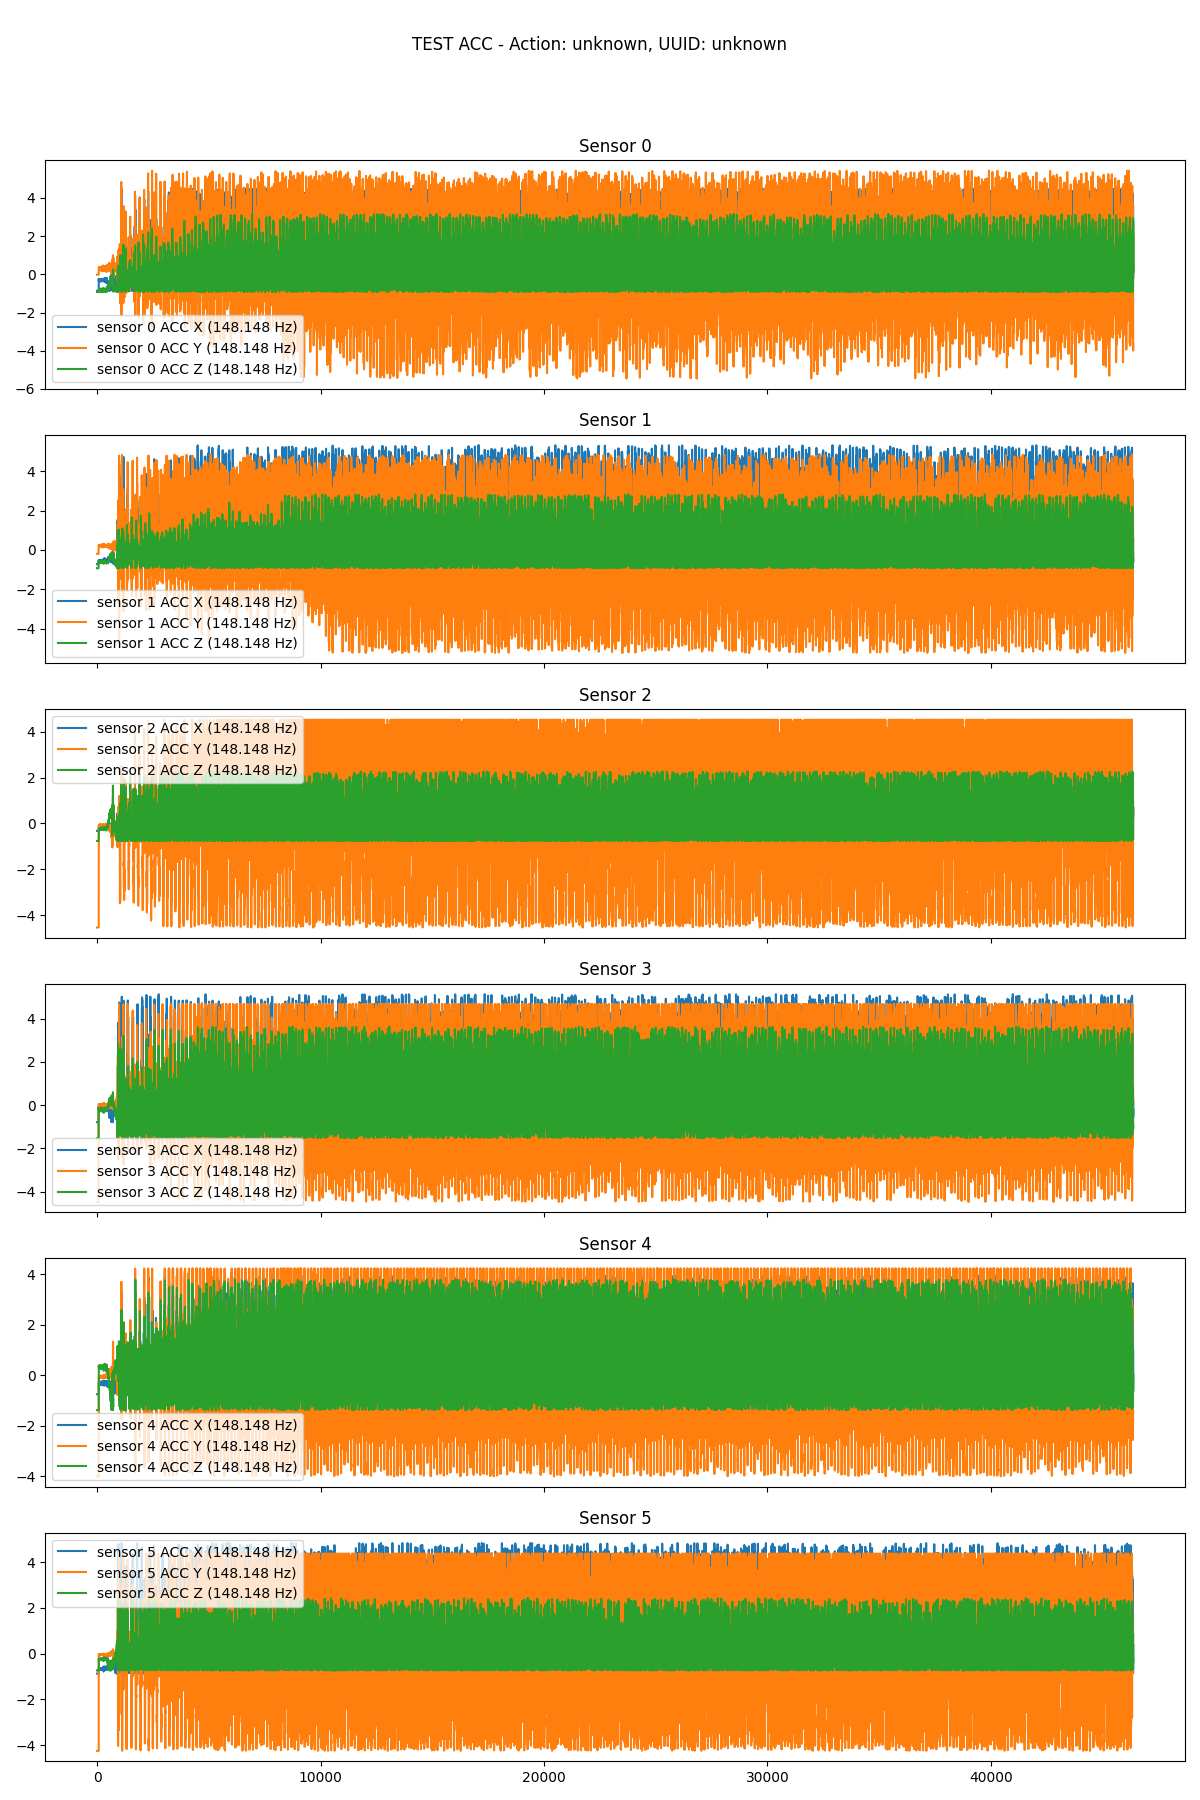 TEST ACC - Action: unknown, UUID: unknown
Sensor 0
4
2
0
−2
−4
−6
sensor 0 ACC X (148.148 Hz)
sensor 0 ACC Y (148.148 Hz)
sensor 0 ACC Z (148.148 Hz)
Sensor 1
4
2
0
−2
−4
sensor 1 ACC X (148.148 Hz)
sensor 1 ACC Y (148.148 Hz)
sensor 1 ACC Z (148.148 Hz)
Sensor 2
4
2
0
−2
−4
sensor 2 ACC X (148.148 Hz)
sensor 2 ACC Y (148.148 Hz)
sensor 2 ACC Z (148.148 Hz)
Sensor 3
4
2
0
−2
−4
sensor 3 ACC X (148.148 Hz)
sensor 3 ACC Y (148.148 Hz)
sensor 3 ACC Z (148.148 Hz)
Sensor 4
4
2
0
−2
−4
sensor 4 ACC X (148.148 Hz)
sensor 4 ACC Y (148.148 Hz)
sensor 4 ACC Z (148.148 Hz)
Sensor 5
4
2
0
−2
−4
sensor 5 ACC X (148.148 Hz)
sensor 5 ACC Y (148.148 Hz)
sensor 5 ACC Z (148.148 Hz)
0 10000 20000 30000 40000